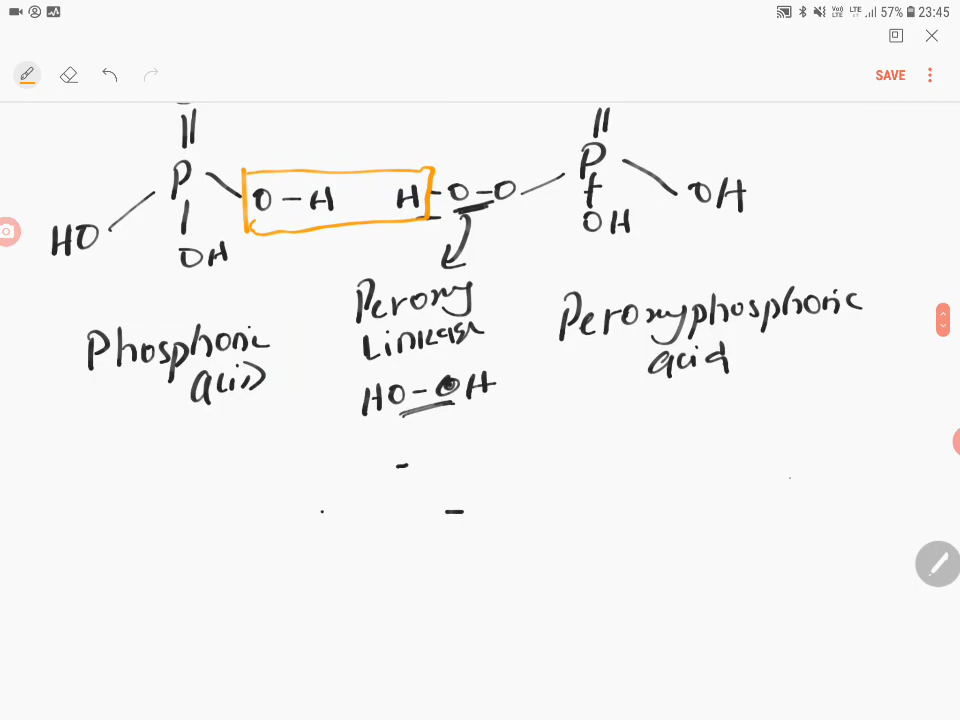 57% 23:45
SAVE
P
O - H H - O - O
P
HO
OH
OH
OH
Phosphoric
acid
Peroxy
Linkage
HO - OH
Peroxyphosphoric
acid